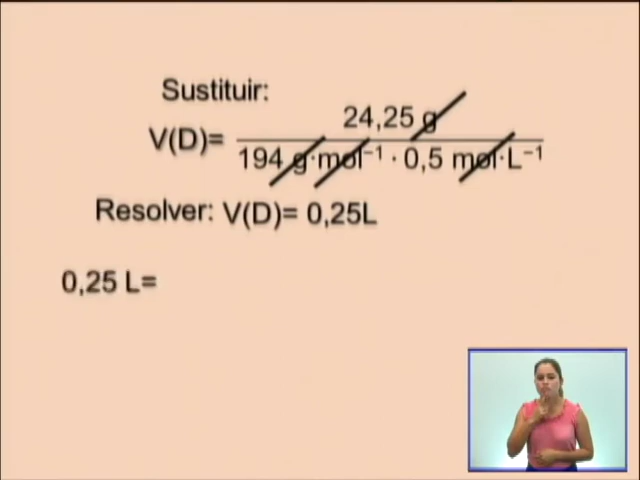 Sustituir:
V(D)= 24,25 g / 194 g·mol⁻¹ · 0,5 mol·L⁻¹
Resolver: V(D)= 0,25L
0,25 L=